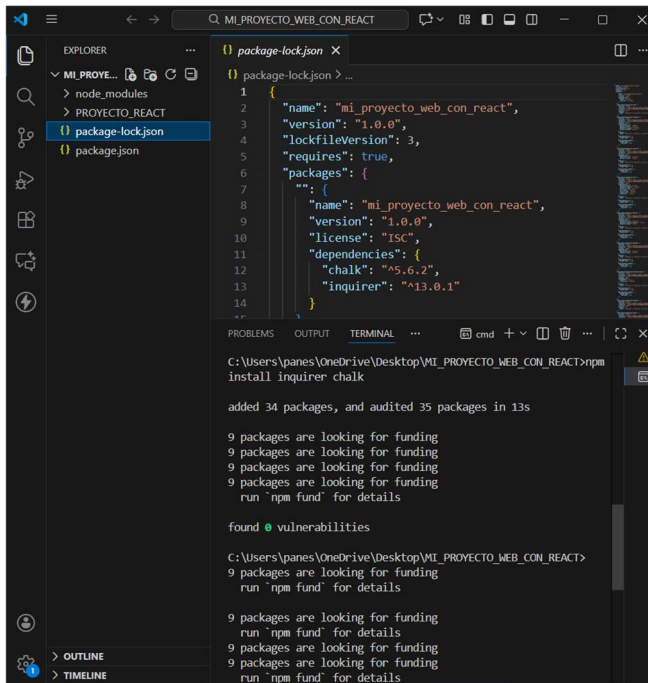 MI_PROYECTO_WEB_CON_REACT
EXPLORER
MI_PROYE...
node_modules
PROYECTO_REACT
{} package-lock.json
{} package.json
OUTLINE
TIMELINE
1
{} package-lock.json
{} package-lock.json > ...
1 {
2 "name": "mi_proyecto_web_con_react",
3 "version": "1.0.0",
4 "lockfileVersion": 3,
5 "requires": true,
6 "packages": {
7 "": {
8 "name": "mi_proyecto_web_con_react",
9 "version": "1.0.0",
10 "license": "ISC",
11 "dependencies": {
12 "chalk": "^5.6.2",
13 "inquirer": "^13.0.1"
14 }
PROBLEMS OUTPUT TERMINAL ... cmd
C:\Users\panes\OneDrive\Desktop\MI_PROYECTO_WEB_CON_REACT>npm
install inquirer chalk
added 34 packages, and audited 35 packages in 13s
9 packages are looking for funding
9 packages are looking for funding
9 packages are looking for funding
9 packages are looking for funding
run `npm fund` for details
found 0 vulnerabilities
C:\Users\panes\OneDrive\Desktop\MI_PROYECTO_WEB_CON_REACT>
9 packages are looking for funding
run `npm fund` for details
9 packages are looking for funding
run `npm fund` for details
9 packages are looking for funding
9 packages are looking for funding
run `npm fund` for details